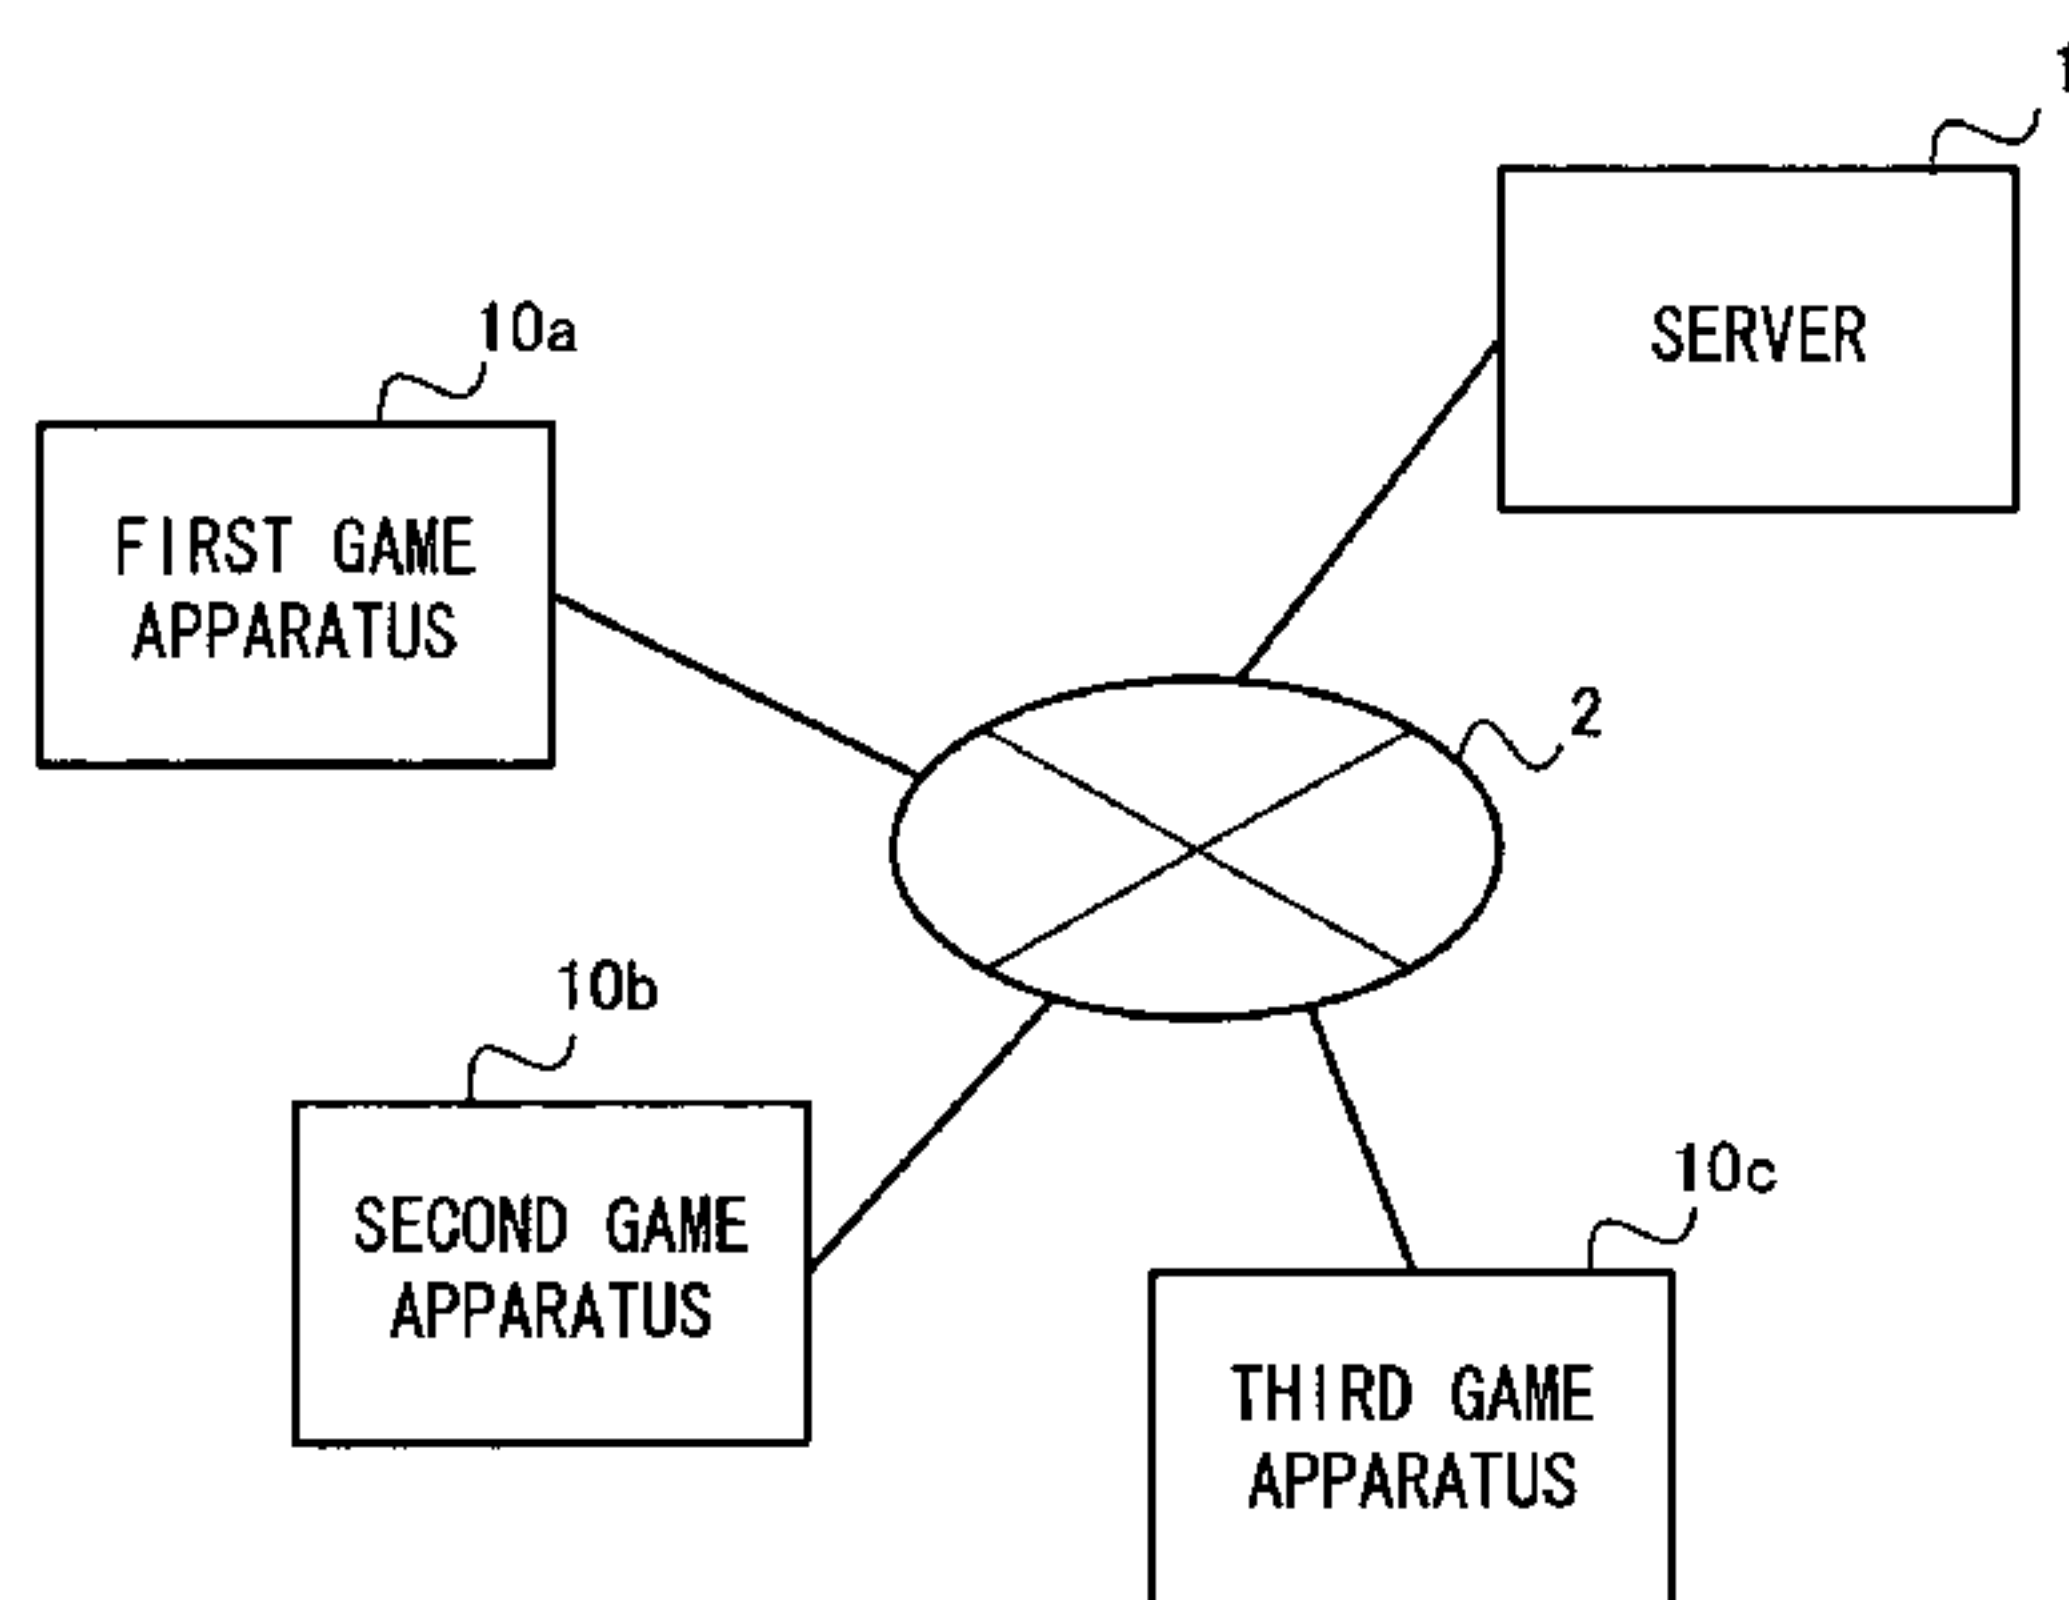 1
SERVER
10a
FIRST GAME
APPARATUS
2
10b
SECOND GAME
APPARATUS
10c
THIRD GAME
APPARATUS